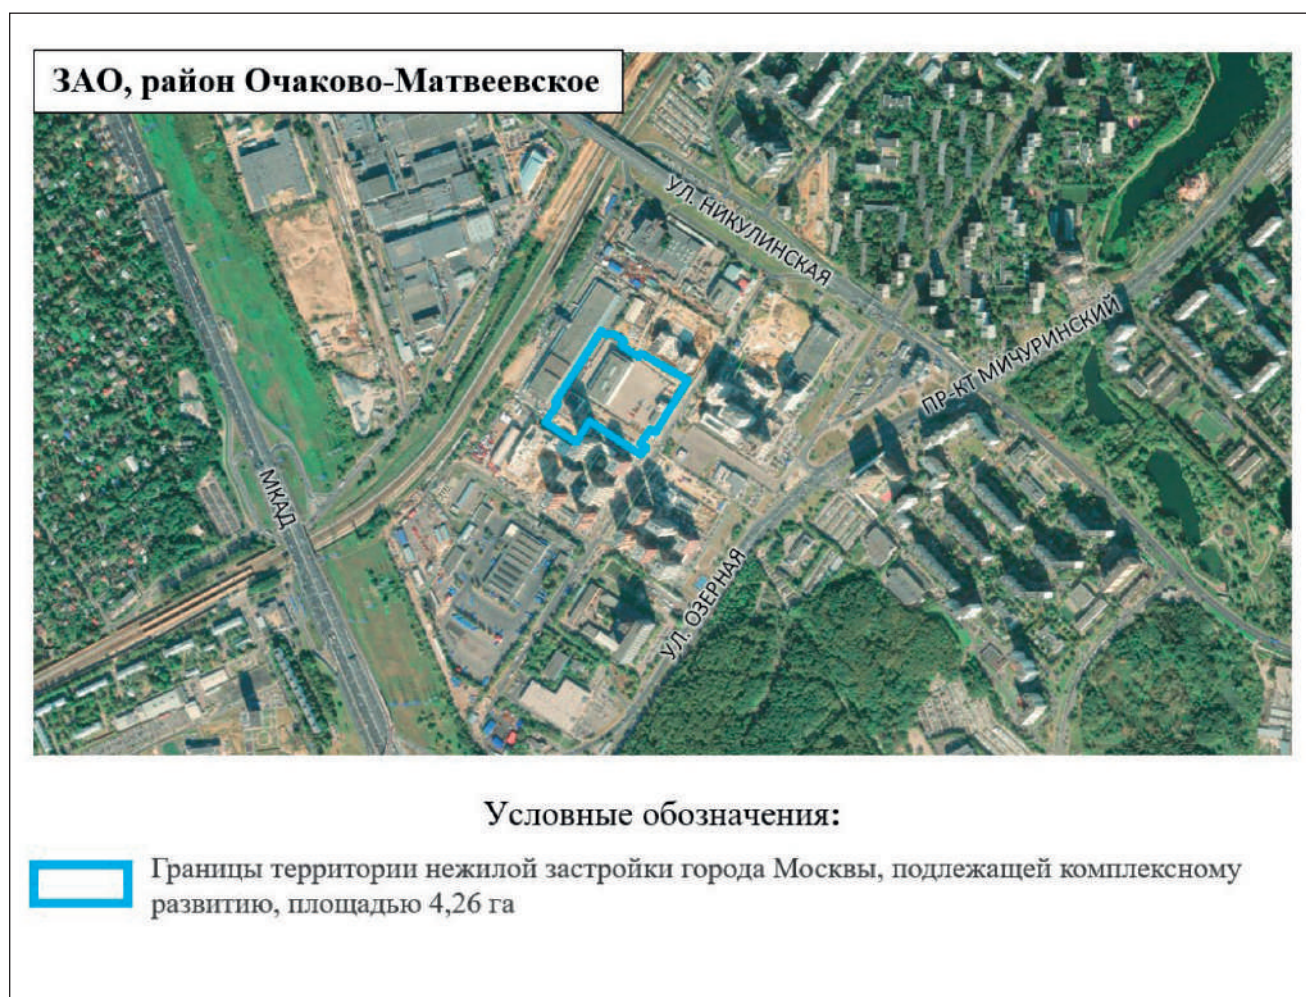 ЗАО, район Очаково-Матвеевское
УЛ. НИКУЛИНСКАЯ
ПР-КТ МИЧУРИНСКИЙ
МКАД
УЛ. ОЗЕРНАЯ
Условные обозначения:
Границы территории нежилой застройки города Москвы, подлежащей комплексному
развитию, площадью 4,26 га